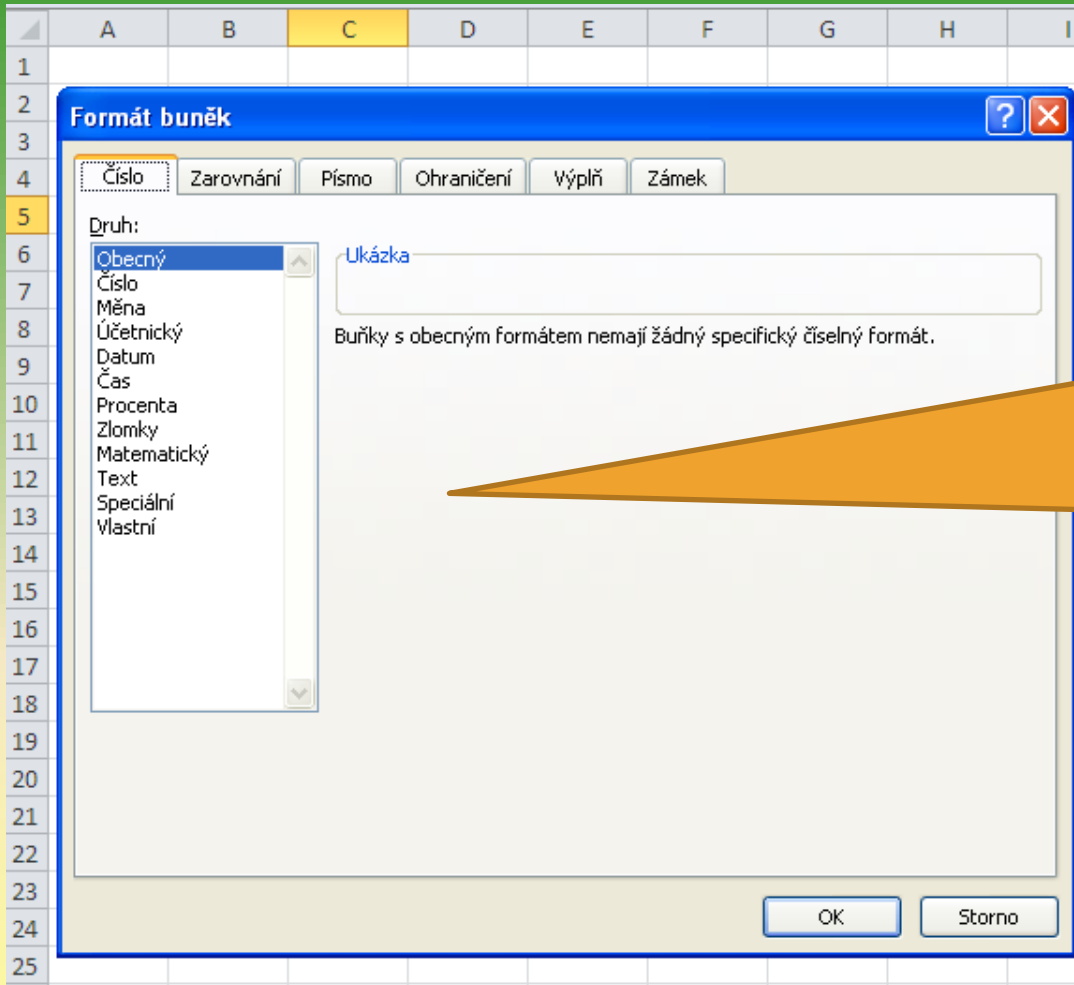 A B C D E F G H I
1
2
3
4
5
6
7
8
9
10
11
12
13
14
15
16
17
18
19
20
21
22
23
24
25
Formát buněk
Číslo Zarovnání Písmo Ohraničení Výplň Zámek
Druh:
Obecný
Číslo
Měna
Účetnický
Datum
Čas
Procenta
Zlomky
Matematický
Text
Speciální
Vlastní
Ukázka
Buňky s obecným formátem nemají žádný specifický číselný formát.
OK Storno